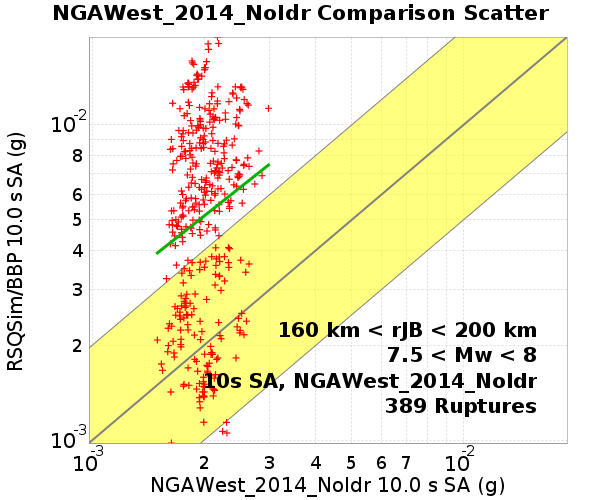 NGAWest_2014_NoIdr Comparison Scatter
RSQSim/BBP 10.0 s SA (g)
10-2
8
6
5
4
3
2
10-3
160 km < rJB < 200 km
7.5 < Mw < 8
10s SA, NGAWest_2014_NoIdr
389 Ruptures
10-3 2 3 4 5 6 7 10-2
NGAWest_2014_NoIdr 10.0 s SA (g)